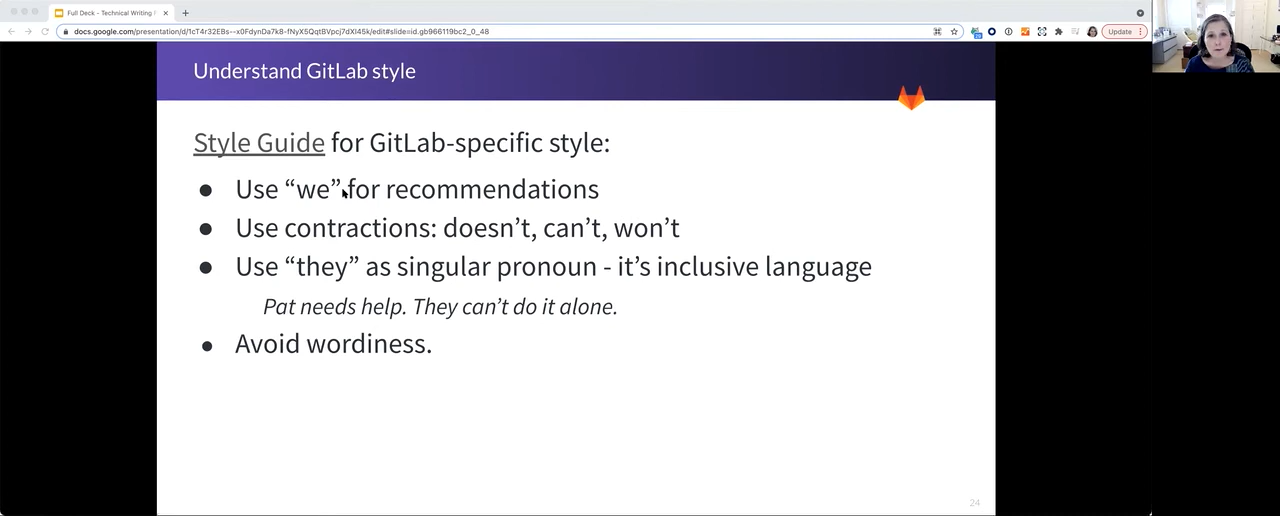 Full Deck - Technical Writing
docs.google.com/presentation/d/1cT4r32EBs--x0FdynDa7k8-fNyX5QqtBVpcj7dXI45k/edit#slide=id.gb966119bc2_0_48
Update
Understand GitLab style
Style Guide for GitLab-specific style:
● Use “we” for recommendations
● Use contractions: doesn’t, can’t, won’t
● Use “they” as singular pronoun - it’s inclusive language
Pat needs help. They can’t do it alone.
● Avoid wordiness.
24